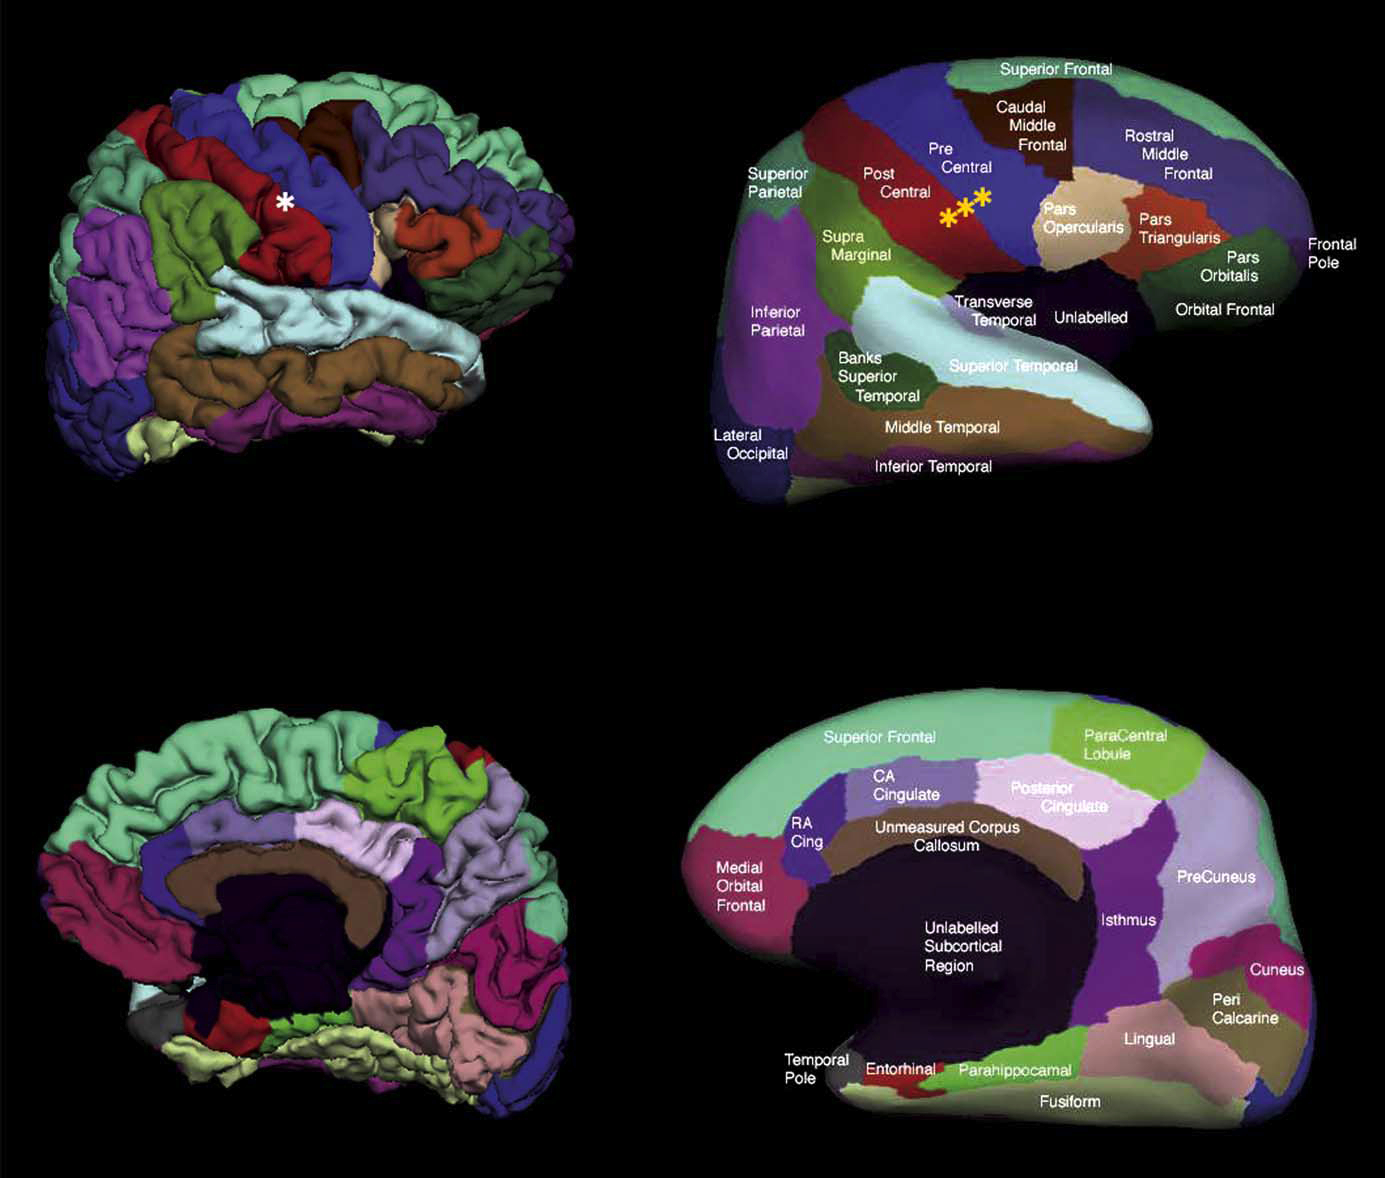 Superior Frontal
Caudal
Middle
Frontal
Rostral
Middle
Frontal
Pre
Central
Post
Central
Superior
Parietal
*
***
Pars
Opercularis
Pars
Triangularis
Supra
Marginal
Frontal
Pole
Pars
Orbitalis
Transverse
Temporal
Unlabelled
Orbital Frontal
Inferior
Parietal
Banks
Superior
Temporal
Superior Temporal
Middle Temporal
Lateral
Occipital
Inferior Temporal
Superior Frontal
ParaCentral
Lobule
CA
Cingulate
Posterior
Cingulate
RA
Cing
Unmeasured Corpus
Callosum
Medial
Orbital
Frontal
PreCuneus
Isthmus
Unlabelled
Subcortical
Region
Cuneus
Peri
Calcarine
Lingual
Temporal
Pole
Entorhinal
Parahippocamal
Fusiform